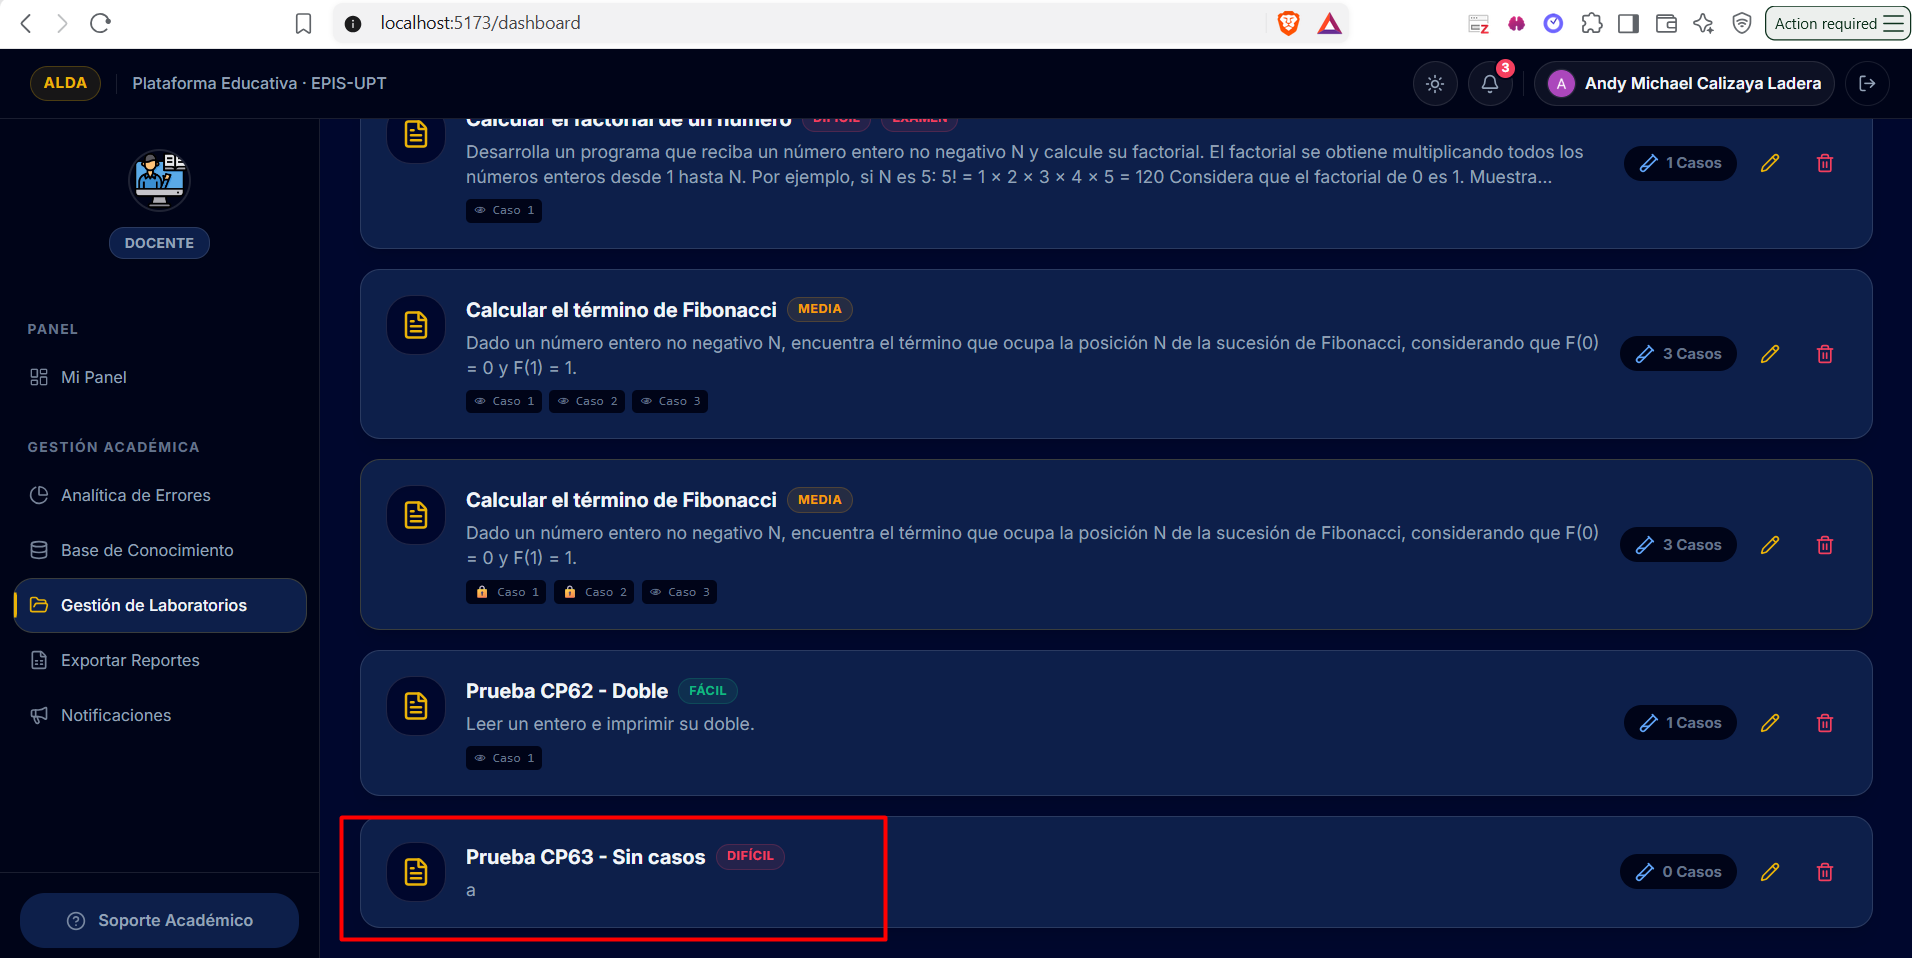 localhost:5173/dashboard
Action required
ALDA
Plataforma Educativa · EPIS-UPT
3
A
Andy Michael Calizaya Ladera
DOCENTE
PANEL
Mi Panel
GESTIÓN ACADÉMICA
Analítica de Errores
Base de Conocimiento
Gestión de Laboratorios
Exportar Reportes
Notificaciones
Soporte Académico
Calcular el factorial de un número DIFÍCIL EXAMEN
Desarrolla un programa que reciba un número entero no negativo N y calcule su factorial. El factorial se obtiene multiplicando todos los
números enteros desde 1 hasta N. Por ejemplo, si N es 5: 5! = 1 × 2 × 3 × 4 × 5 = 120 Considera que el factorial de 0 es 1. Muestra...
Caso 1
1 Casos
Calcular el término de Fibonacci MEDIA
Dado un número entero no negativo N, encuentra el término que ocupa la posición N de la sucesión de Fibonacci, considerando que F(0)
= 0 y F(1) = 1.
Caso 1 Caso 2 Caso 3
3 Casos
Calcular el término de Fibonacci MEDIA
Dado un número entero no negativo N, encuentra el término que ocupa la posición N de la sucesión de Fibonacci, considerando que F(0)
= 0 y F(1) = 1.
Caso 1 Caso 2 Caso 3
3 Casos
Prueba CP62 - Doble FÁCIL
Leer un entero e imprimir su doble.
Caso 1
1 Casos
Prueba CP63 - Sin casos DIFÍCIL
a
0 Casos